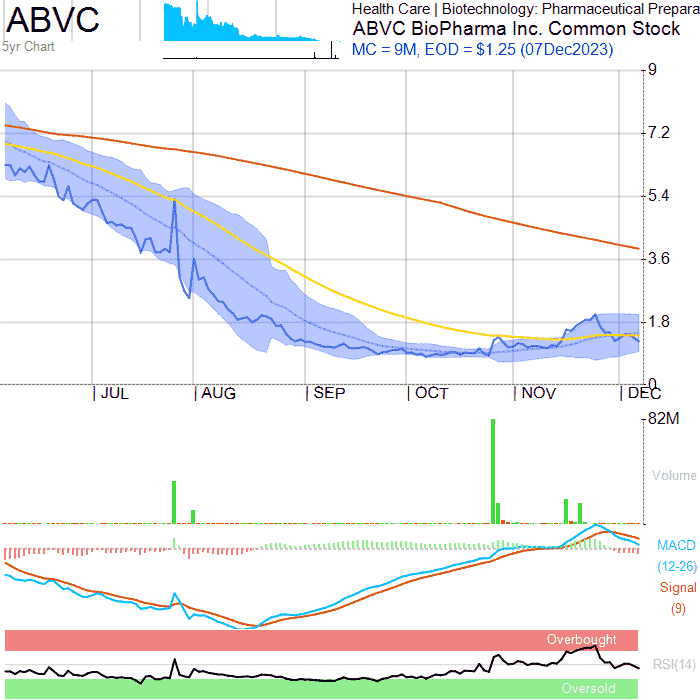 ABVC
5yr Chart
Health Care | Biotechnology: Pharmaceutical Prepara
ABVC BioPharma Inc. Common Stock
MC = 9M, EOD = $1.25 (07Dec2023)
9
7.2
5.4
3.6
1.8
0
JUL
AUG
SEP
OCT
NOV
DEC
82M
Volume
MACD
(12-26)
Signal
(9)
Overbought
RSI(14)
Oversold